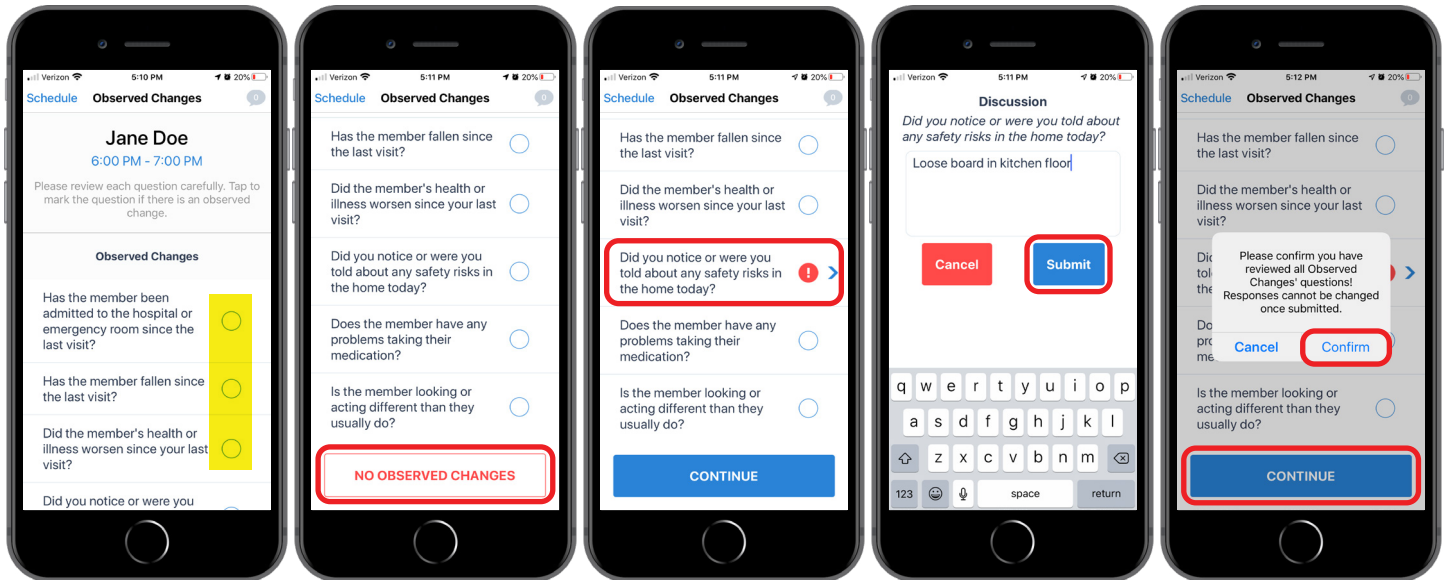 Verizon 5:10 PM 20%
Schedule Observed Changes 0
Jane Doe
6:00 PM - 7:00 PM
Please review each question carefully. Tap to
mark the question if there is an observed
change.
Observed Changes
Has the member been
admitted to the hospital or
emergency room since the
last visit?
Has the member fallen since
the last visit?
Did the member's health or
illness worsen since your last
visit?
Did you notice or were you
Verizon 5:11 PM 20%
Schedule Observed Changes 0
Has the member fallen since
the last visit?
Did the member's health or
illness worsen since your last
visit?
Did you notice or were you
told about any safety risks in
the home today?
Does the member have any
problems taking their
medication?
Is the member looking or
acting different than they
usually do?
NO OBSERVED CHANGES
Verizon 5:11 PM 20%
Schedule Observed Changes 0
Has the member fallen since
the last visit?
Did the member's health or
illness worsen since your last
visit?
Did you notice or were you
told about any safety risks in
the home today?
!
Does the member have any
problems taking their
medication?
Is the member looking or
acting different than they
usually do?
CONTINUE
Verizon 5:11 PM 20%
Discussion
Did you notice or were you told about
any safety risks in the home today?
Loose board in kitchen floor
Cancel Submit
q w e r t y u i o p
a s d f g h j k l
z x c v b n m
123 space return
Verizon 5:12 PM 20%
Schedule Observed Changes 0
Has the member fallen since
the last visit?
Did the member's health or
illness worsen since your last
visit?
Please confirm you have
reviewed all Observed
Changes' questions!
Responses cannot be changed
once submitted.
Cancel Confirm
Is the member looking or
acting different than they
usually do?
CONTINUE